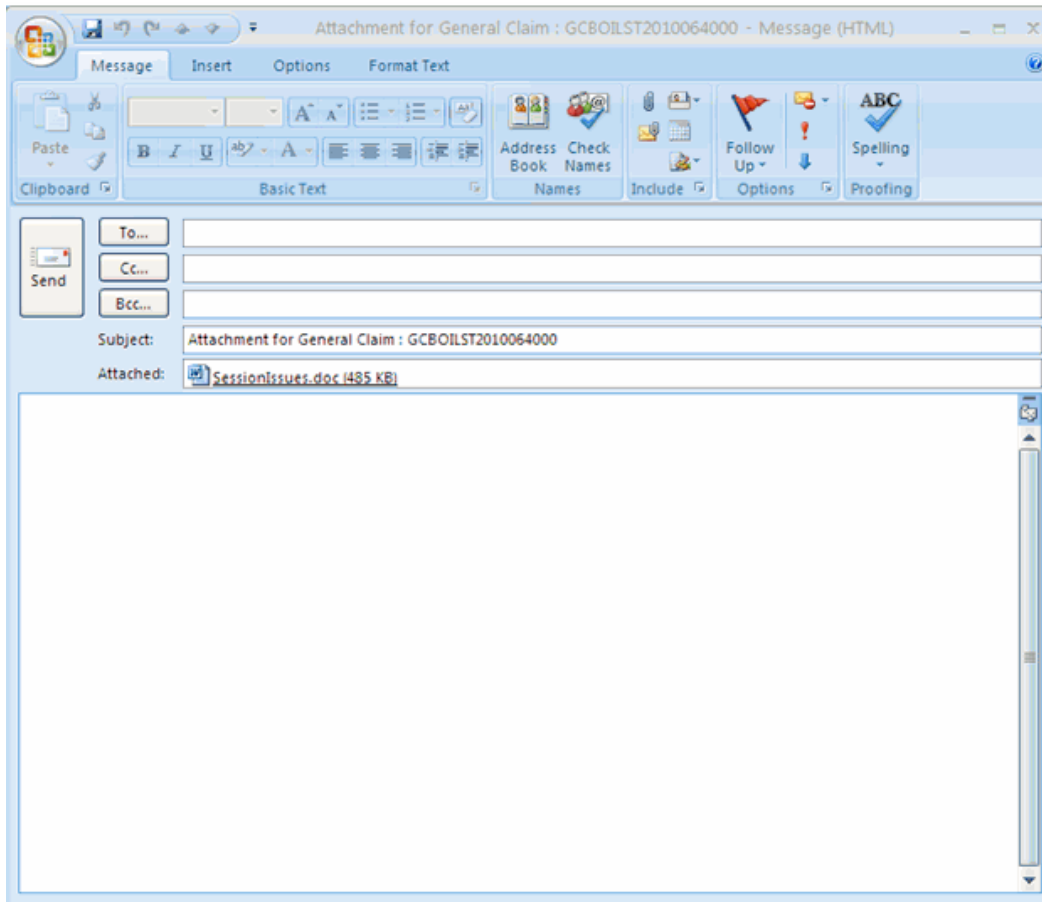 Attachment for General Claim : GCBOILST2010064000 - Message (HTML)
Message Insert Options Format Text
Paste
B I U ab A
A A
Aa
Address Book
Check Names
Follow Up
ABC
Spelling
Clipboard Basic Text Names Include Options Proofing
Send
To...
Cc...
Bcc...
Subject: Attachment for General Claim : GCBOILST2010064000
Attached: SessionIssues.doc (485 KB)